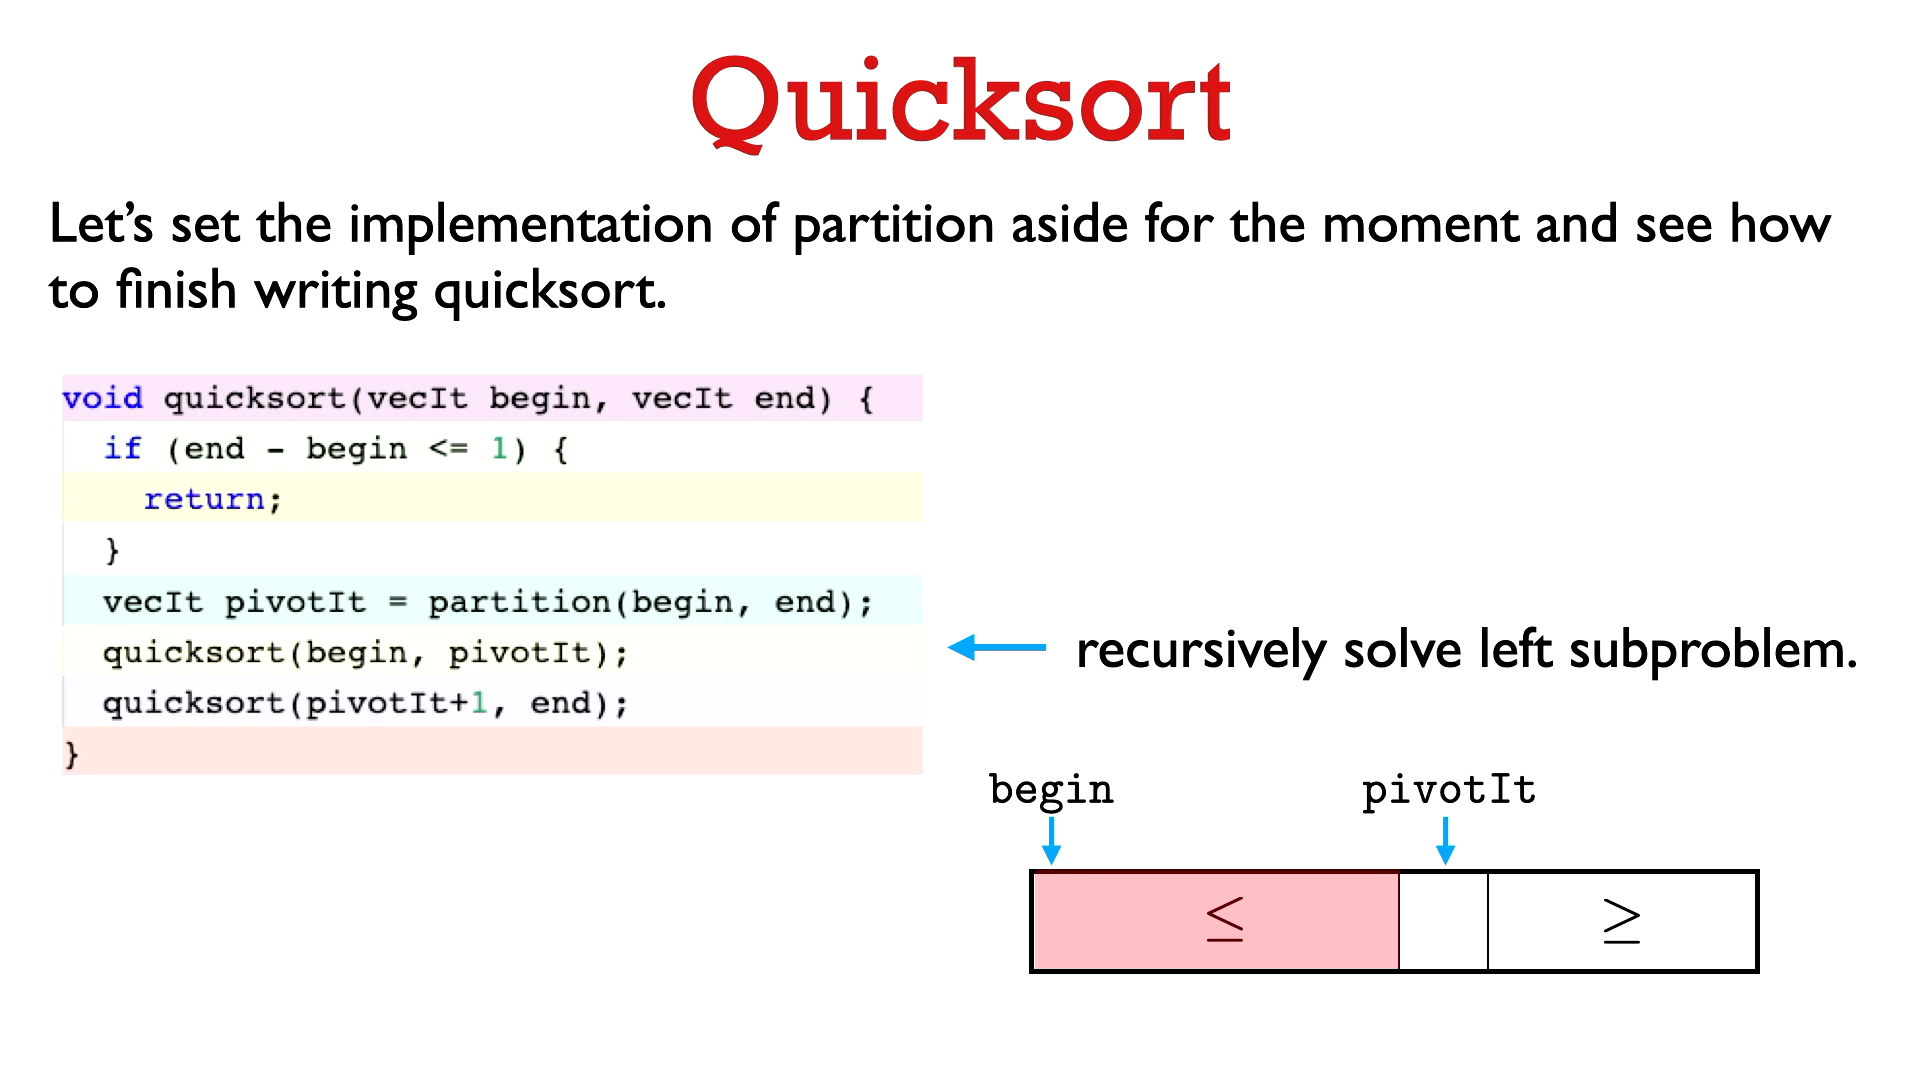 Quicksort
Let’s set the implementation of partition aside for the moment and see how
to finish writing quicksort.
void quicksort(vecIt begin, vecIt end) {
  if (end - begin <= 1) {
    return;
  }
  vecIt pivotIt = partition(begin, end);
  quicksort(begin, pivotIt);
  quicksort(pivotIt+1, end);
}
recursively solve left subproblem.
begin pivotIt
≤ ≥